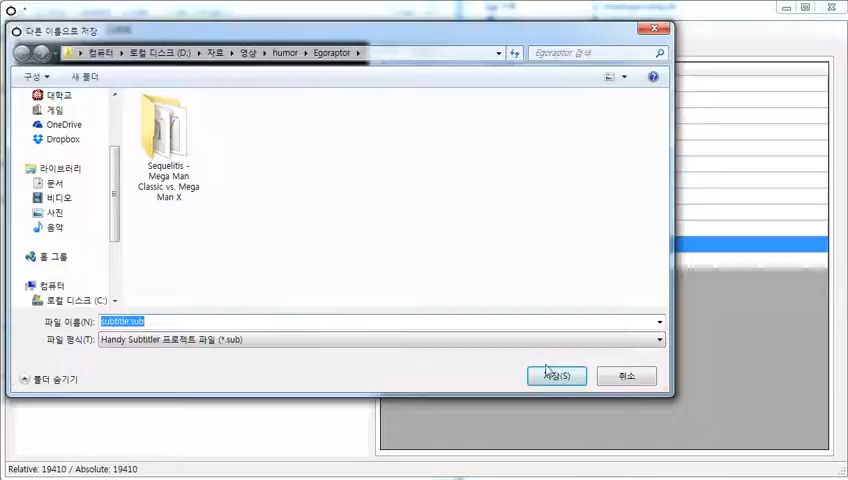 다른 이름으로 저장
컴퓨터 ▸ 로컬 디스크 (D:) ▸ 자료 ▸ 영상 ▸ humor ▸ Egoraptor ▸
Egoraptor 검색
구성
새 폴더
대학교
게임
OneDrive
Dropbox
라이브러리
문서
비디오
사진
음악
홈 그룹
컴퓨터
로컬 디스크 (C:)
Sequelitis -
Mega Man
Classic vs. Mega
Man X
파일 이름(N):
subtitle.sub
파일 형식(T):
Handy Subtitler 프로젝트 파일 (*.sub)
폴더 숨기기
저장(S)
취소
Relative: 19410 / Absolute: 19410